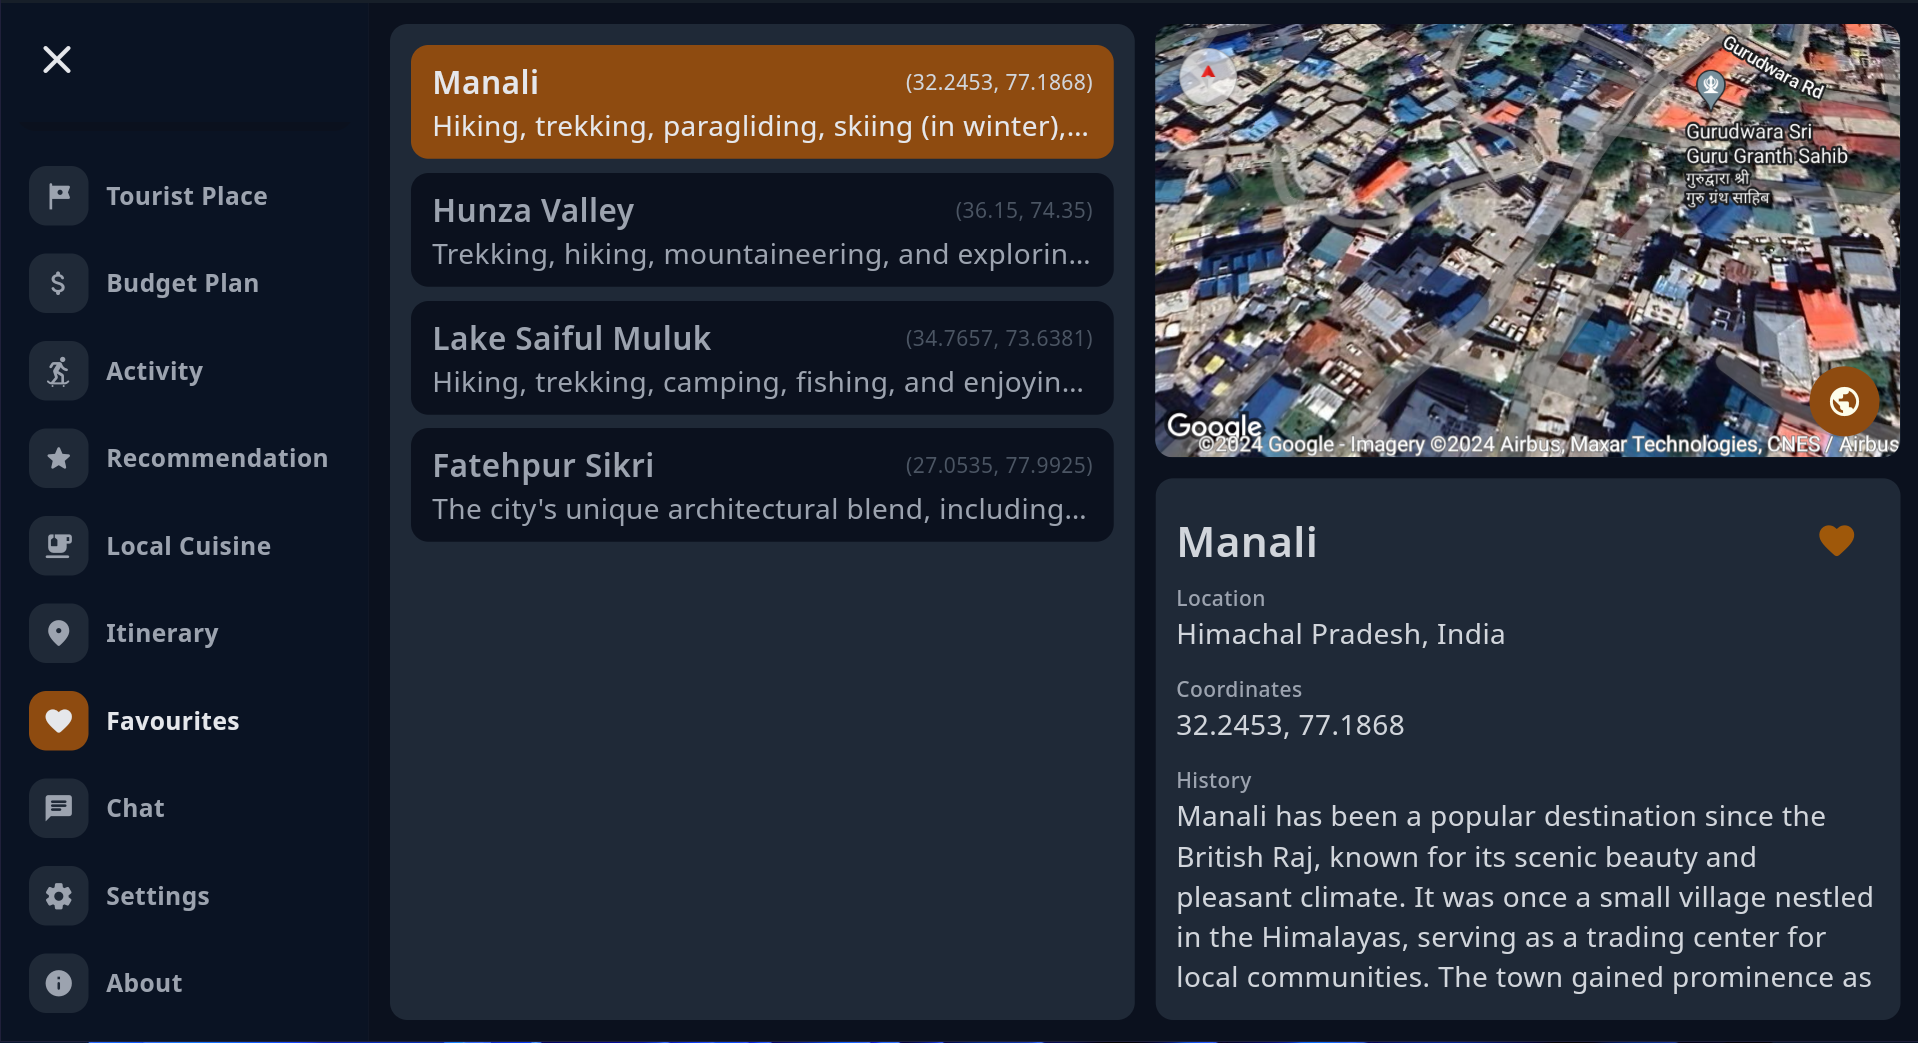 Tourist Place
Budget Plan
Activity
Recommendation
Local Cuisine
Itinerary
Favourites
Chat
Settings
About
Manali
(32.2453, 77.1868)
Hiking, trekking, paragliding, skiing (in winter),...
Hunza Valley
(36.15, 74.35)
Trekking, hiking, mountaineering, and explorin...
Lake Saiful Muluk
(34.7657, 73.6381)
Hiking, trekking, camping, fishing, and enjoyin...
Fatehpur Sikri
(27.0535, 77.9925)
The city's unique architectural blend, including...
Gurudwara Rd
Gurudwara Sri
Guru Granth Sahib
गुरुद्वारा श्री
गुरु ग्रंथ साहिब
Google
©2024 Google - Imagery ©2024 Airbus, Maxar Technologies, CNES / Airbus
Manali
Location
Himachal Pradesh, India
Coordinates
32.2453, 77.1868
History
Manali has been a popular destination since the
British Raj, known for its scenic beauty and
pleasant climate. It was once a small village nestled
in the Himalayas, serving as a trading center for
local communities. The town gained prominence as